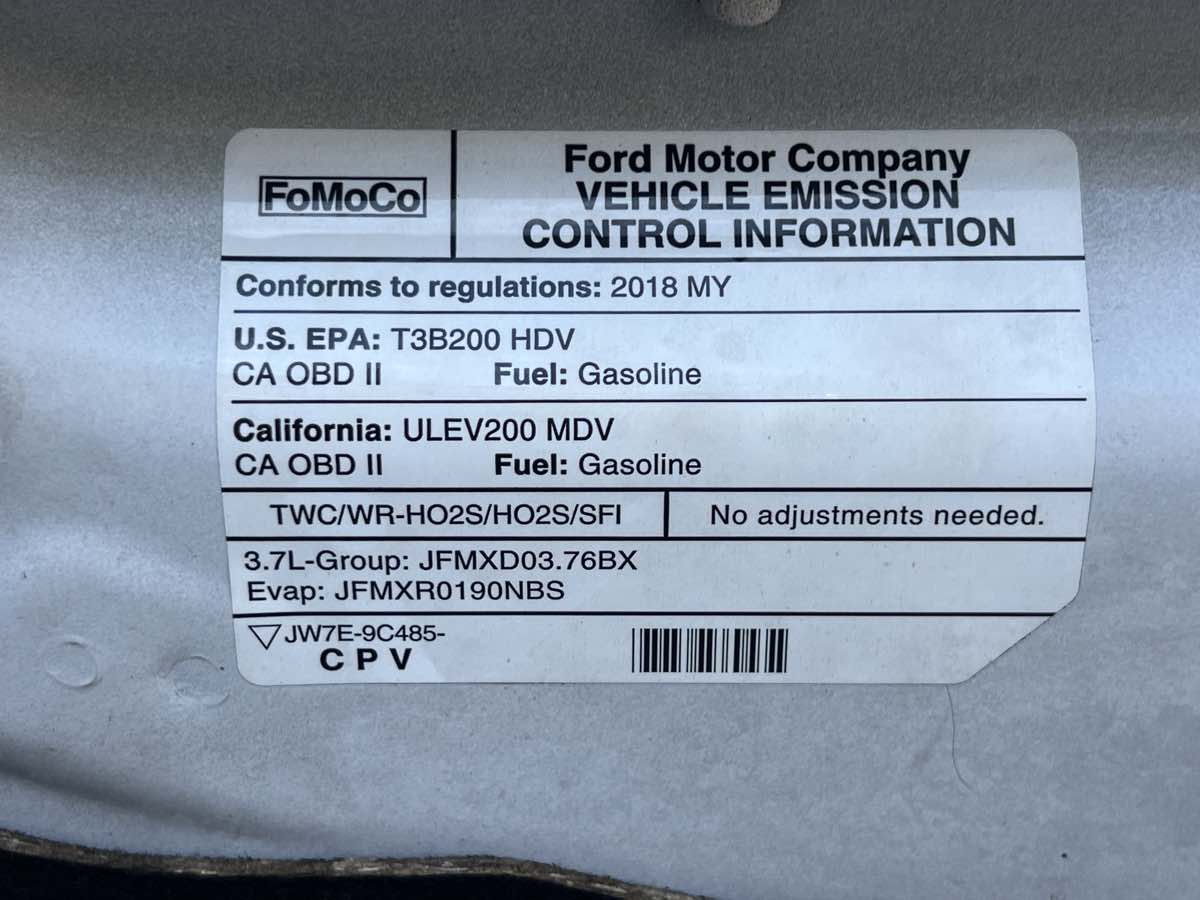 FoMoCo
Ford Motor Company
VEHICLE EMISSION
CONTROL INFORMATION
Conforms to regulations: 2018 MY
U.S. EPA: T3B200 HDV
CA OBD II Fuel: Gasoline
California: ULEV200 MDV
CA OBD II Fuel: Gasoline
TWC/WR-HO2S/HO2S/SFI No adjustments needed.
3.7L-Group: JFMXD03.76BX
Evap: JFMXR0190NBS
JW7E-9C485-
C P V